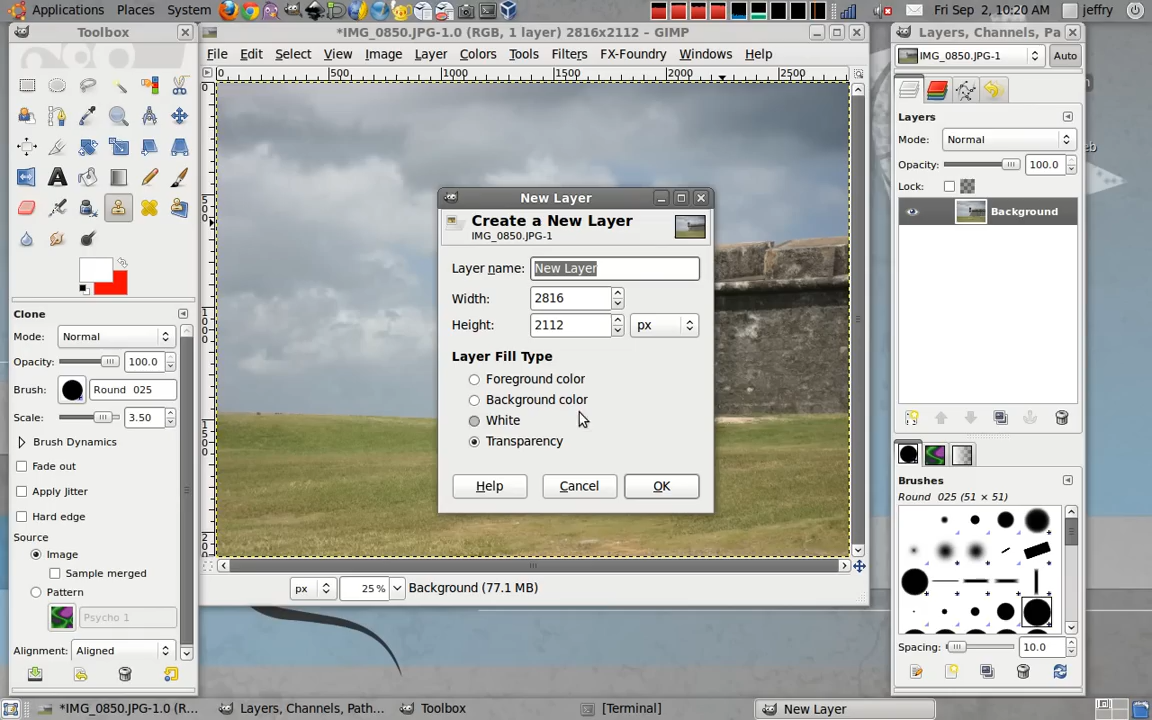 Applications Places System Fri Sep 2, 10:20 AM jeffry
Toolbox
*IMG_0850.JPG-1.0 (RGB, 1 layer) 2816x2112 – GIMP
Layers, Channels, Pa
File Edit Select View Image Layer Colors Tools Filters FX-Foundry Windows Help
IMG_0850.JPG-1 Auto
0 500 1000 1500 2000 2500
Layers
Mode: Normal
Opacity: 100.0
Lock:
Background
New Layer
Create a New Layer
IMG_0850.JPG-1
Layer name: New Layer
Width: 2816
Height: 2112 px
Layer Fill Type
Foreground color
Background color
White
Transparency
Help Cancel OK
Clone
Mode: Normal
Opacity: 100.0
Brush: Round 025
Scale: 3.50
Brush Dynamics
Fade out
Apply Jitter
Hard edge
Source
Image
Sample merged
Pattern
Psycho 1
Alignment: Aligned
px 25 % Background (77.1 MB)
Brushes
Round 025 (51 × 51)
Spacing: 10.0
*IMG_0850.JPG-1.0 (R... Layers, Channels, Path... Toolbox [Terminal] New Layer